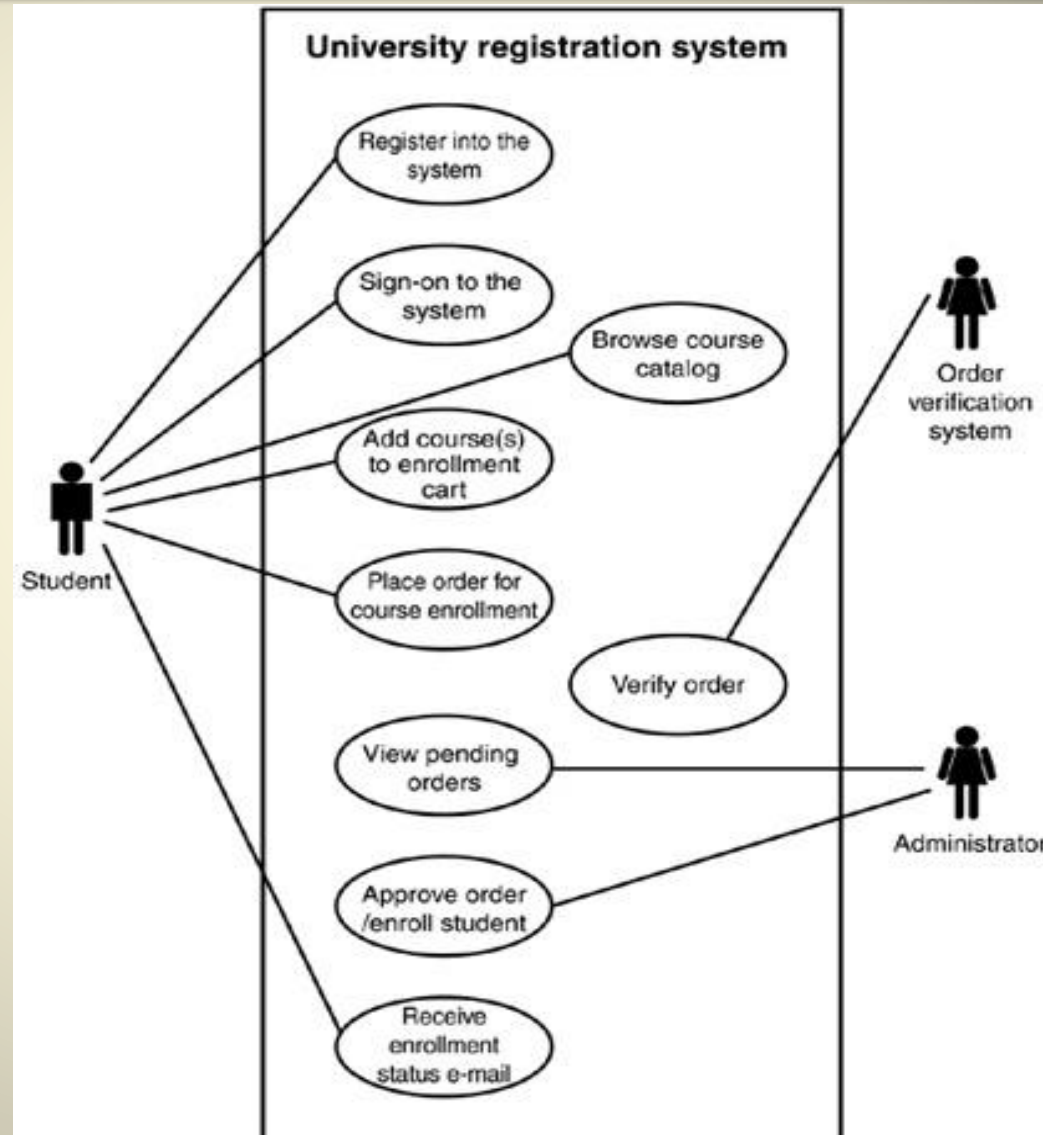 University registration system
Register into the
system
Sign-on to the
system
Browse course
catalog
Order
verification
system
Add course(s)
to enrollment
cart
Student
Place order for
course enrollment
Verify order
View pending
orders
Administrator
Approve order
/enroll student
Receive
enrollment
status e-mail